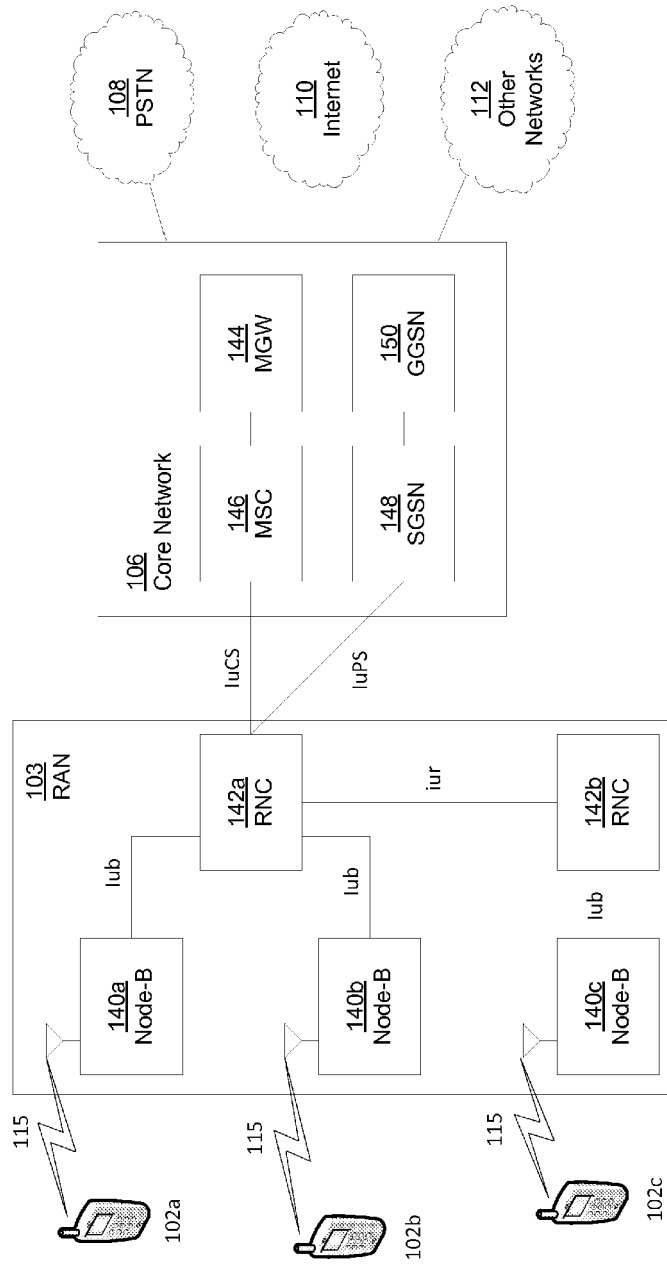 108
PSTN
110
Internet
112
Other
Networks
106
Core Network
144
MGW
146
MSC
150
GGSN
148
SGSN
IuCS
IuPS
103
RAN
142a
RNC
iur
142b
RNC
Iub
Iub
Iub
140a
Node-B
140b
Node-B
140c
Node-B
115
115
115
102a
102b
102c